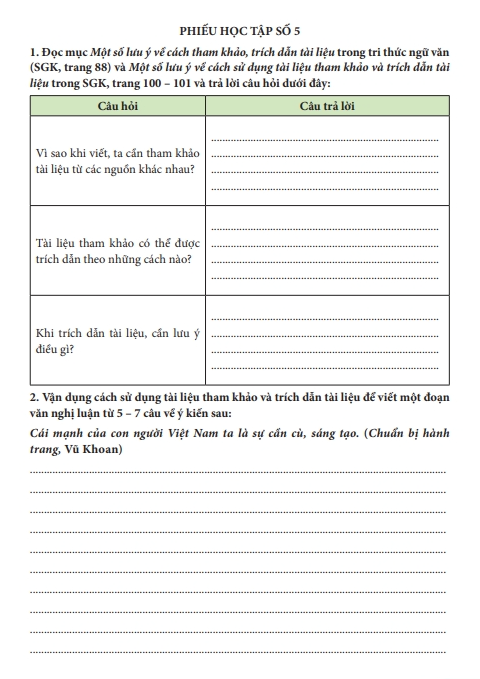 PHIẾU HỌC TẬP SỐ 5
1. Đọc mục Một số lưu ý về cách tham khảo, trích dẫn tài liệu trong tri thức ngữ văn
(SGK, trang 88) và Một số lưu ý về cách sử dụng tài liệu tham khảo và trích dẫn tài
liệu trong SGK, trang 100 – 101 và trả lời câu hỏi dưới đây:
Câu hỏi
Câu trả lời
Vì sao khi viết, ta cần tham khảo
tài liệu từ các nguồn khác nhau?
Tài liệu tham khảo có thể được
trích dẫn theo những cách nào?
Khi trích dẫn tài liệu, cần lưu ý
điều gì?
2. Vận dụng cách sử dụng tài liệu tham khảo và trích dẫn tài liệu để viết một đoạn
văn nghị luận từ 5 – 7 câu về ý kiến sau:
Cái mạnh của con người Việt Nam ta là sự cần cù, sáng tạo. (Chuẩn bị hành
trang, Vũ Khoan)